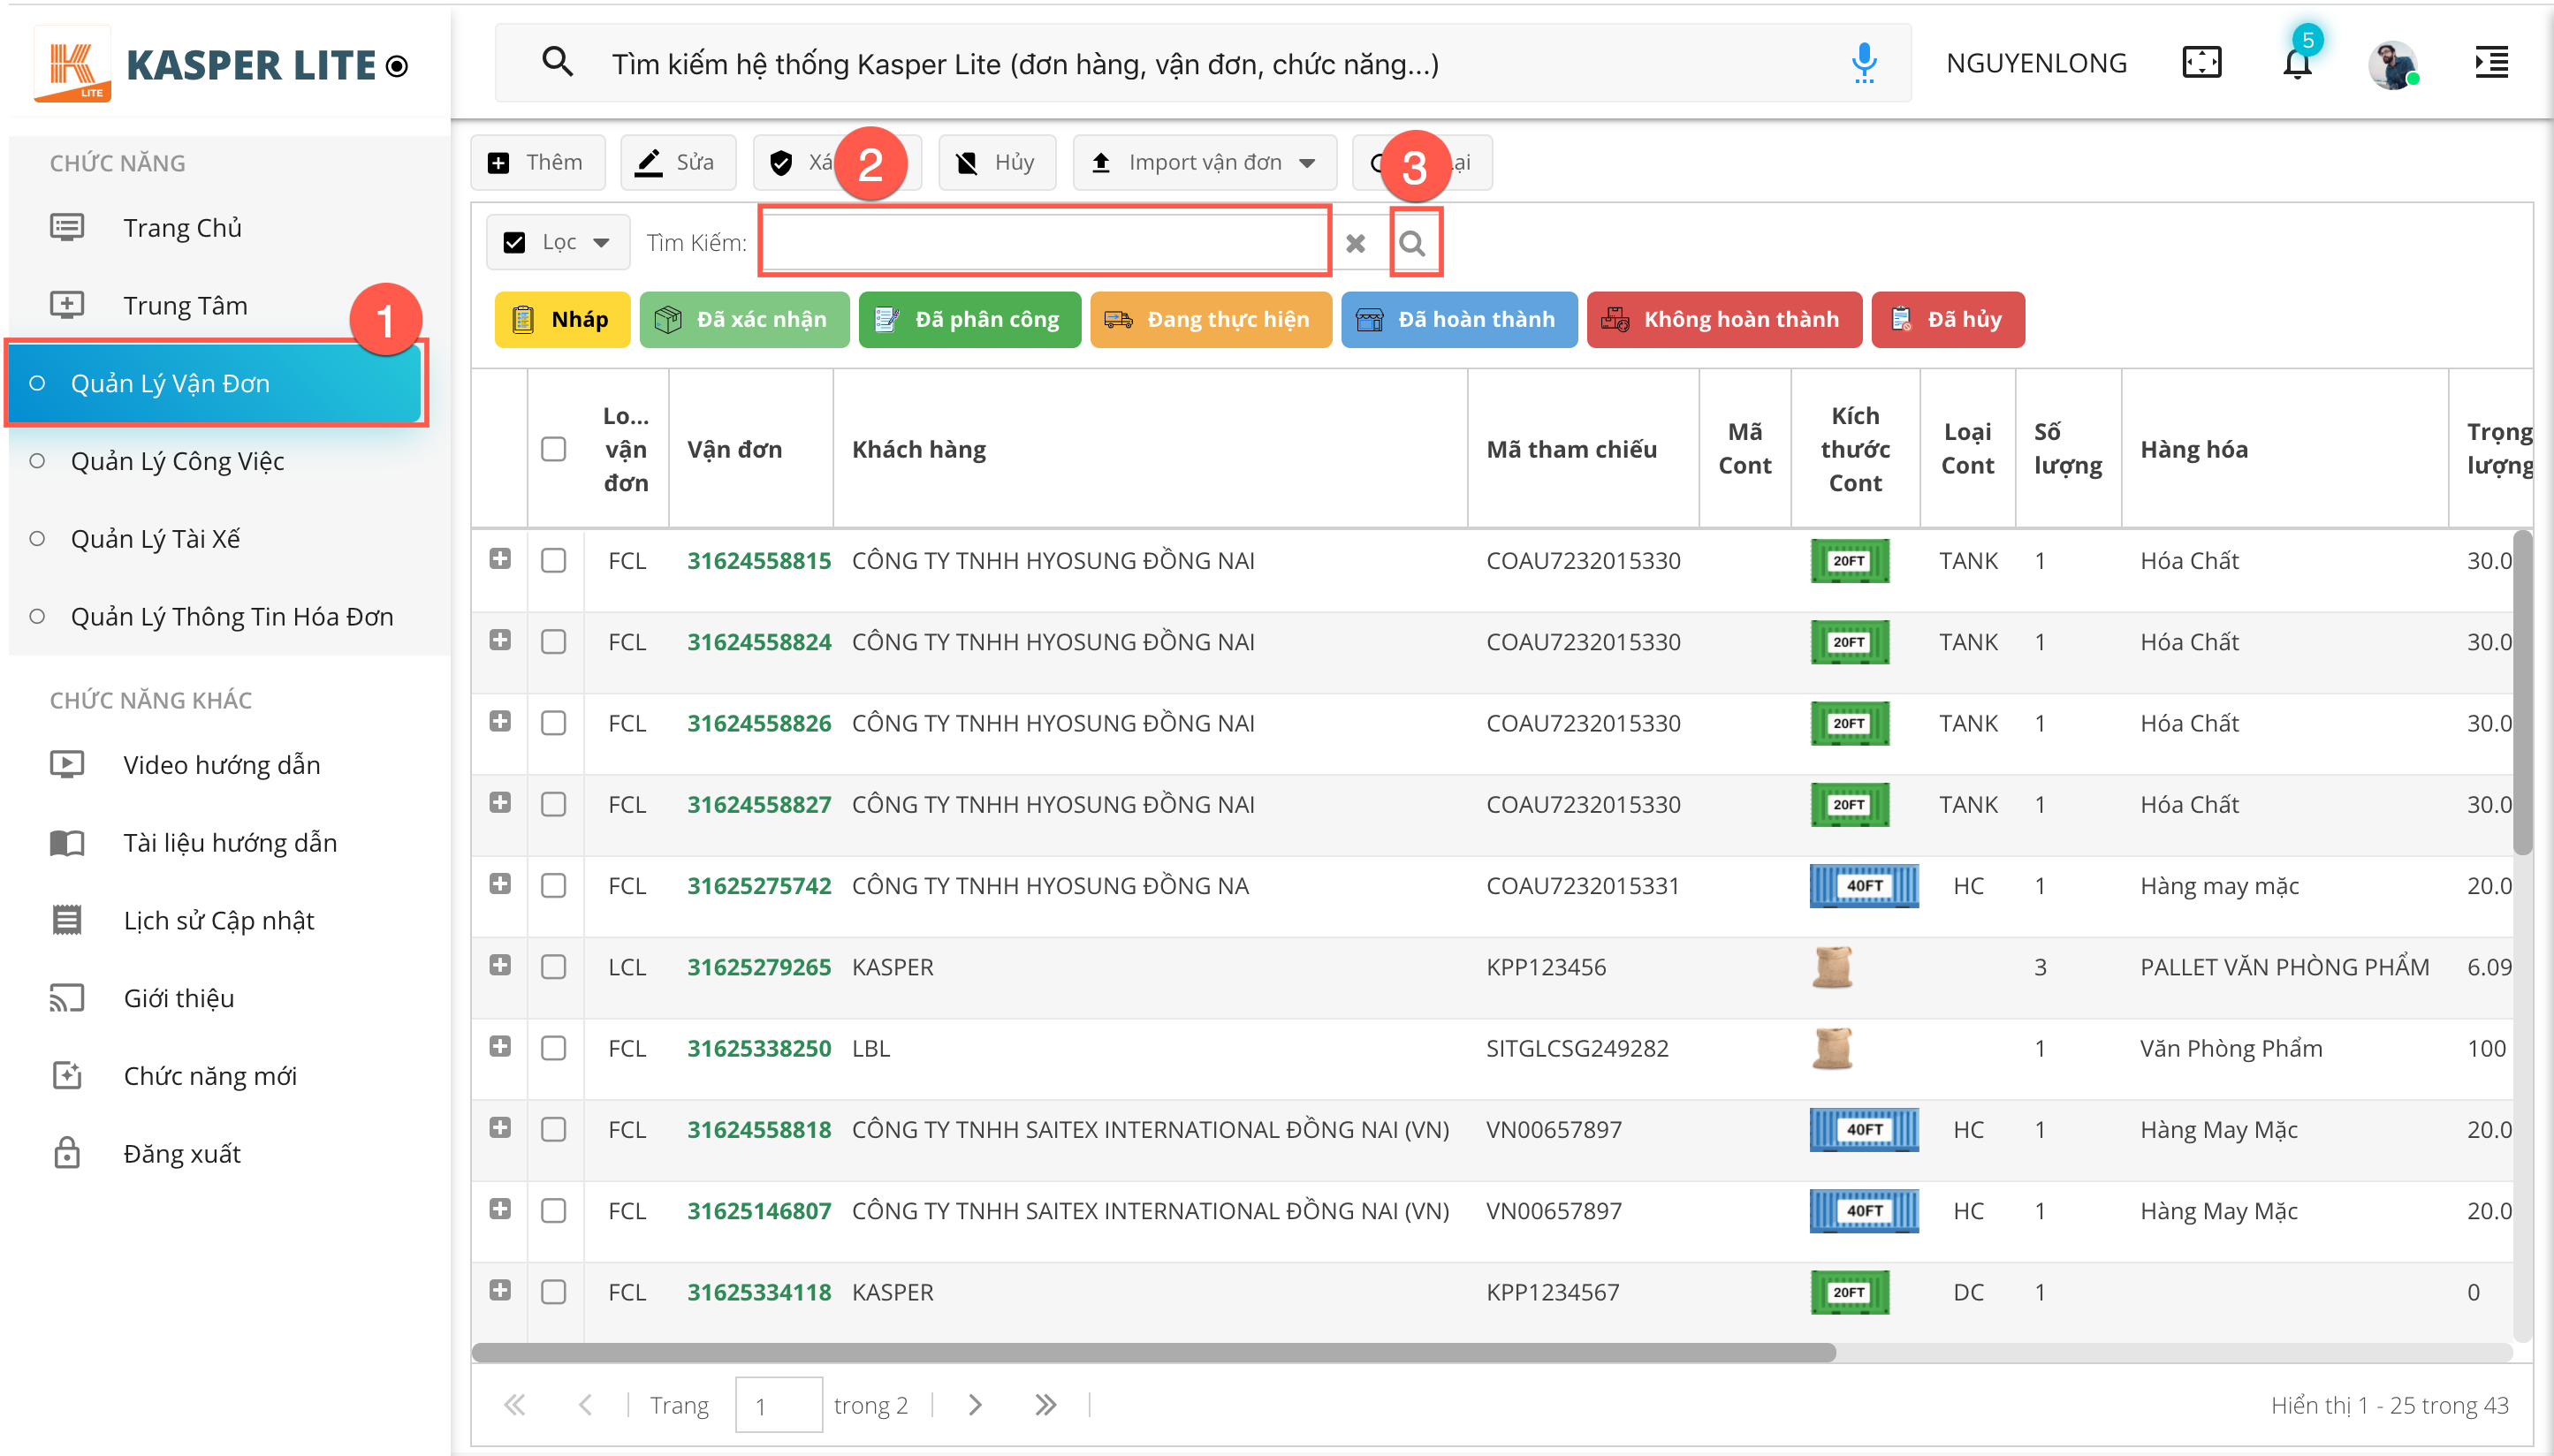 LITE
KASPER LITE
Tìm kiếm hệ thống Kasper Lite (đơn hàng, vận đơn, chức năng...)
NGUYENLONG
5
CHỨC NĂNG
Trang Chủ
Trung Tâm
1
Quản Lý Vận Đơn
Quản Lý Công Việc
Quản Lý Tài Xế
Quản Lý Thông Tin Hóa Đơn
CHỨC NĂNG KHÁC
Video hướng dẫn
Tài liệu hướng dẫn
Lịch sử Cập nhật
Giới thiệu
Chức năng mới
Đăng xuất
Thêm Sửa 2 Hủy Import vận đơn 3
Lọc Tìm Kiếm:
Nháp Đã xác nhận Đã phân công Đang thực hiện Đã hoàn thành Không hoàn thành Đã hủy
Lo... vận đơn Vận đơn Khách hàng Mã tham chiếu Mã Cont Kích thước Cont Loại Cont Số lượng Hàng hóa Trọng lượng
FCL 31624558815 CÔNG TY TNHH HYOSUNG ĐỒNG NAI COAU7232015330 20FT TANK 1 Hóa Chất 30.0
FCL 31624558824 CÔNG TY TNHH HYOSUNG ĐỒNG NAI COAU7232015330 20FT TANK 1 Hóa Chất 30.0
FCL 31624558826 CÔNG TY TNHH HYOSUNG ĐỒNG NAI COAU7232015330 20FT TANK 1 Hóa Chất 30.0
FCL 31624558827 CÔNG TY TNHH HYOSUNG ĐỒNG NAI COAU7232015330 20FT TANK 1 Hóa Chất 30.0
FCL 31625275742 CÔNG TY TNHH HYOSUNG ĐỒNG NA COAU7232015331 40FT HC 1 Hàng may mặc 20.0
LCL 31625279265 KASPER KPP123456 3 PALLET VĂN PHÒNG PHẨM 6.09
FCL 31625338250 LBL SITGLCSG249282 1 Văn Phòng Phẩm 100
FCL 31624558818 CÔNG TY TNHH SAITEX INTERNATIONAL ĐỒNG NAI (VN) VN00657897 40FT HC 1 Hàng May Mặc 20.0
FCL 31625146807 CÔNG TY TNHH SAITEX INTERNATIONAL ĐỒNG NAI (VN) VN00657897 40FT HC 1 Hàng May Mặc 20.0
FCL 31625334118 KASPER KPP1234567 20FT DC 1 0
Trang 1 trong 2 Hiển thị 1 - 25 trong 43